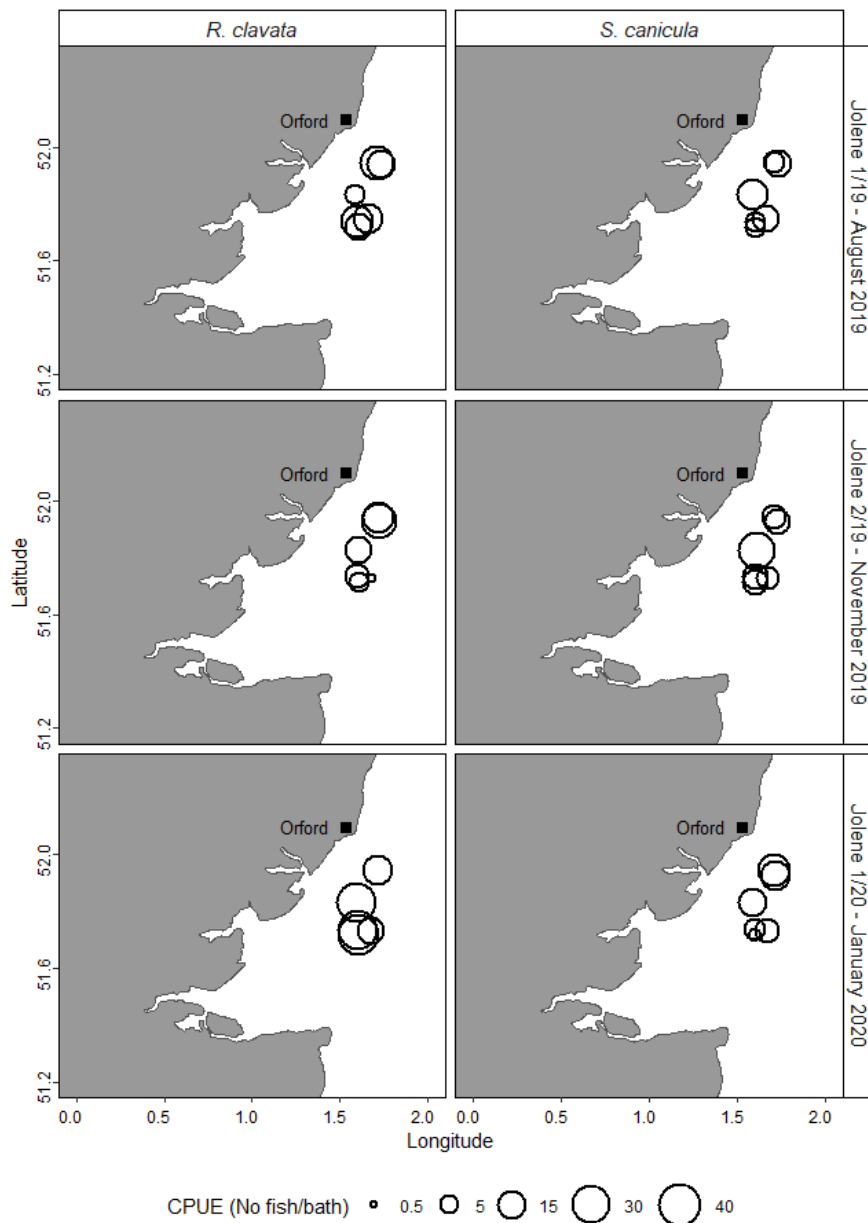 R. clavata
S. canicula
Orford
Orford
52.0
51.6
51.2
Jolene 1/19 - August 2019
Orford
Orford
52.0
51.6
51.2
Latitude
Jolene 2/19 - November 2019
Orford
Orford
52.0
51.6
51.2
Jolene 1/20 - January 2020
0.0 0.5 1.0 1.5 2.0
0.0 0.5 1.0 1.5 2.0
Longitude
CPUE (No fish/bath) 0.5 5 15 30 40